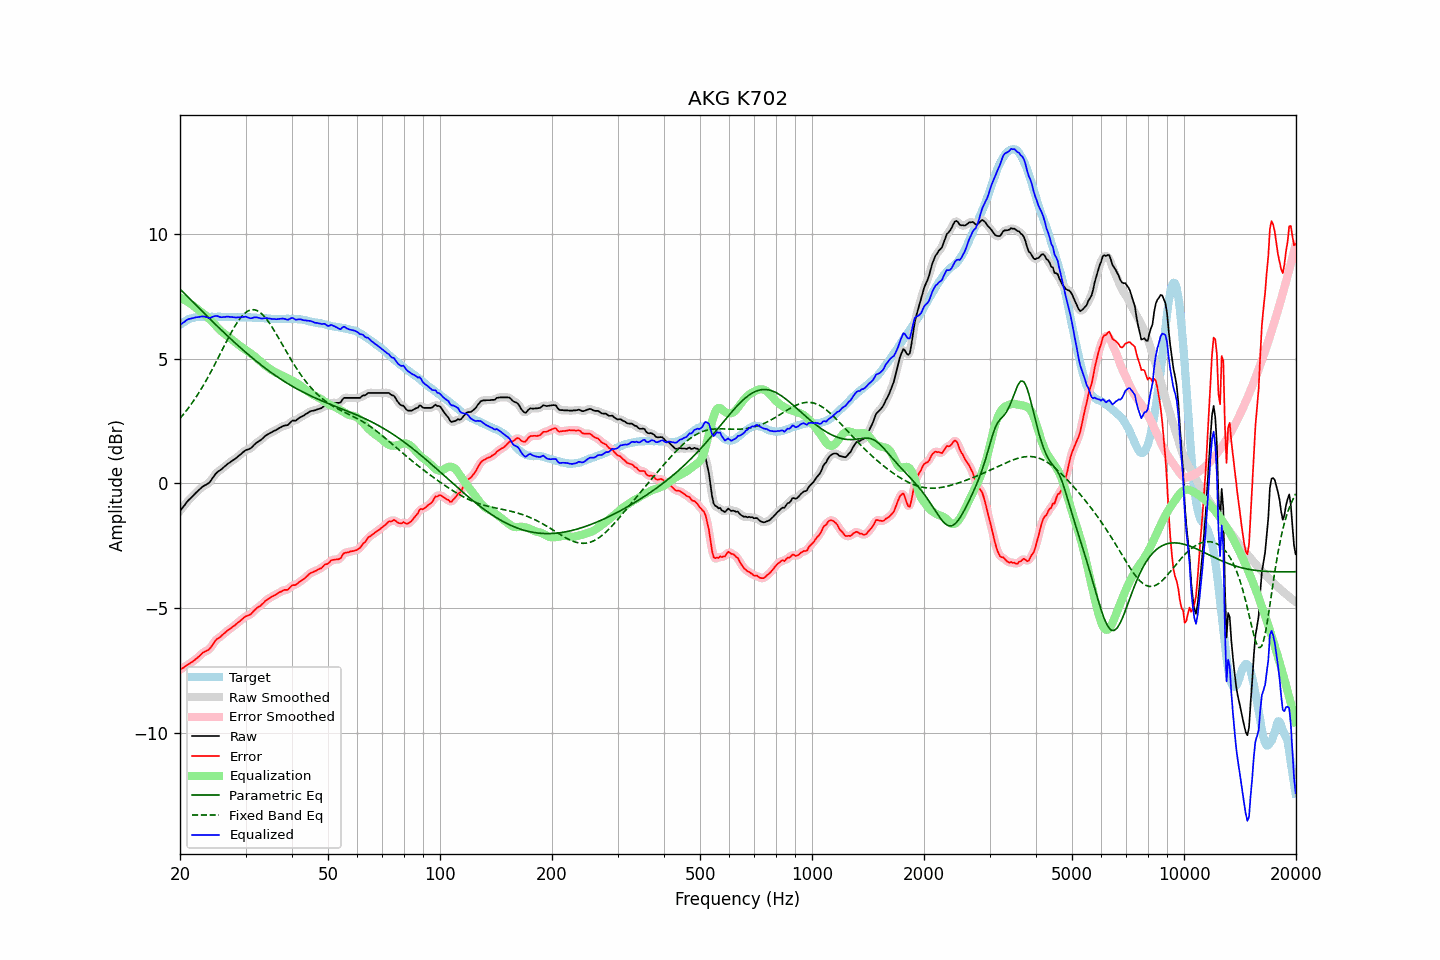 AKG K702
Amplitude (dBr)
10
5
0
−5
−10
Target
Raw Smoothed
Error Smoothed
Raw
Error
Equalization
Parametric Eq
Fixed Band Eq
Equalized
20
50
100
200
500
1000
2000
5000
10000
20000
Frequency (Hz)